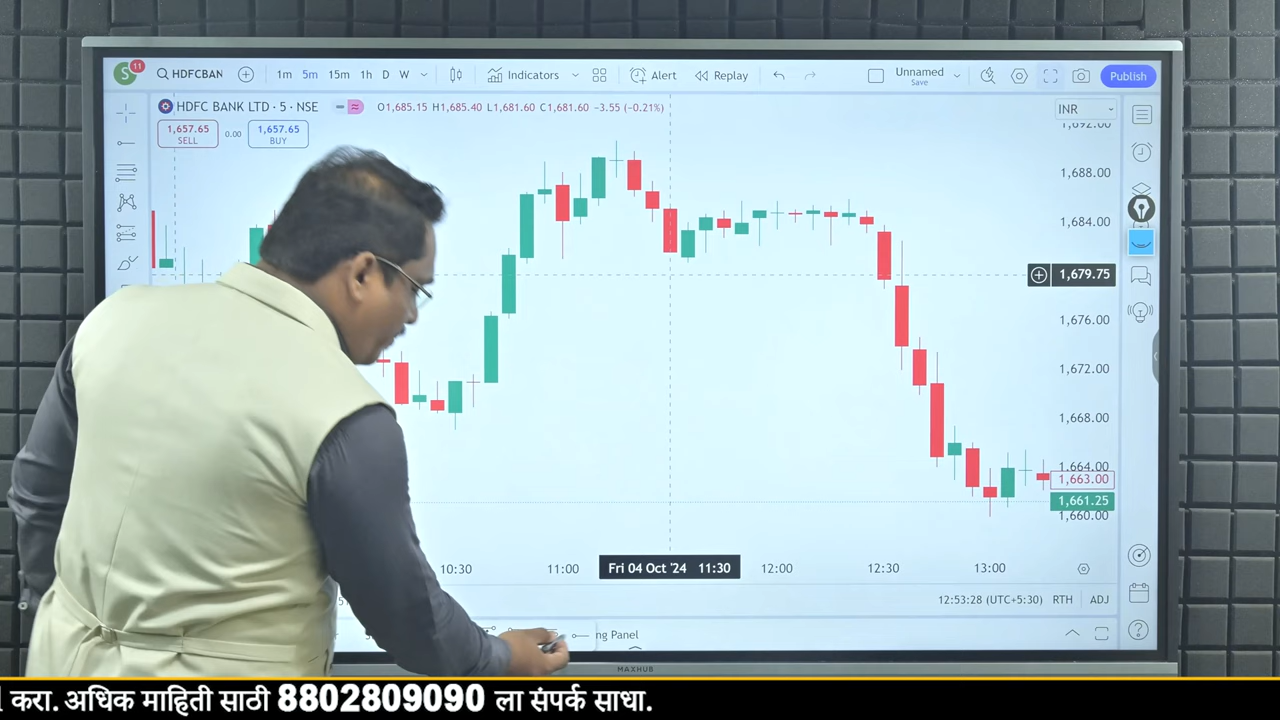 S 11 HDFCBAN 1m 5m 15m 1h D W Indicators Alert Replay Unnamed Publish
Save
HDFC BANK LTD · 5 · NSE O1,685.15 H1,685.40 L1,681.60 C1,681.60 −3.55 (−0.21%) INR
1,657.65 0.00 1,657.65
SELL BUY
1,692.00
1,688.00
1,684.00
1,679.75
1,676.00
1,672.00
1,668.00
1,664.00
1,663.00
1,661.25
1,660.00
10:30 11:00 Fri 04 Oct '24 11:30 12:00 12:30 13:00
12:53:28 (UTC+5:30) RTH ADJ
ng Panel
MAXHUB
करा. अधिक माहिती साठी 8802809090 ला संपर्क साधा.